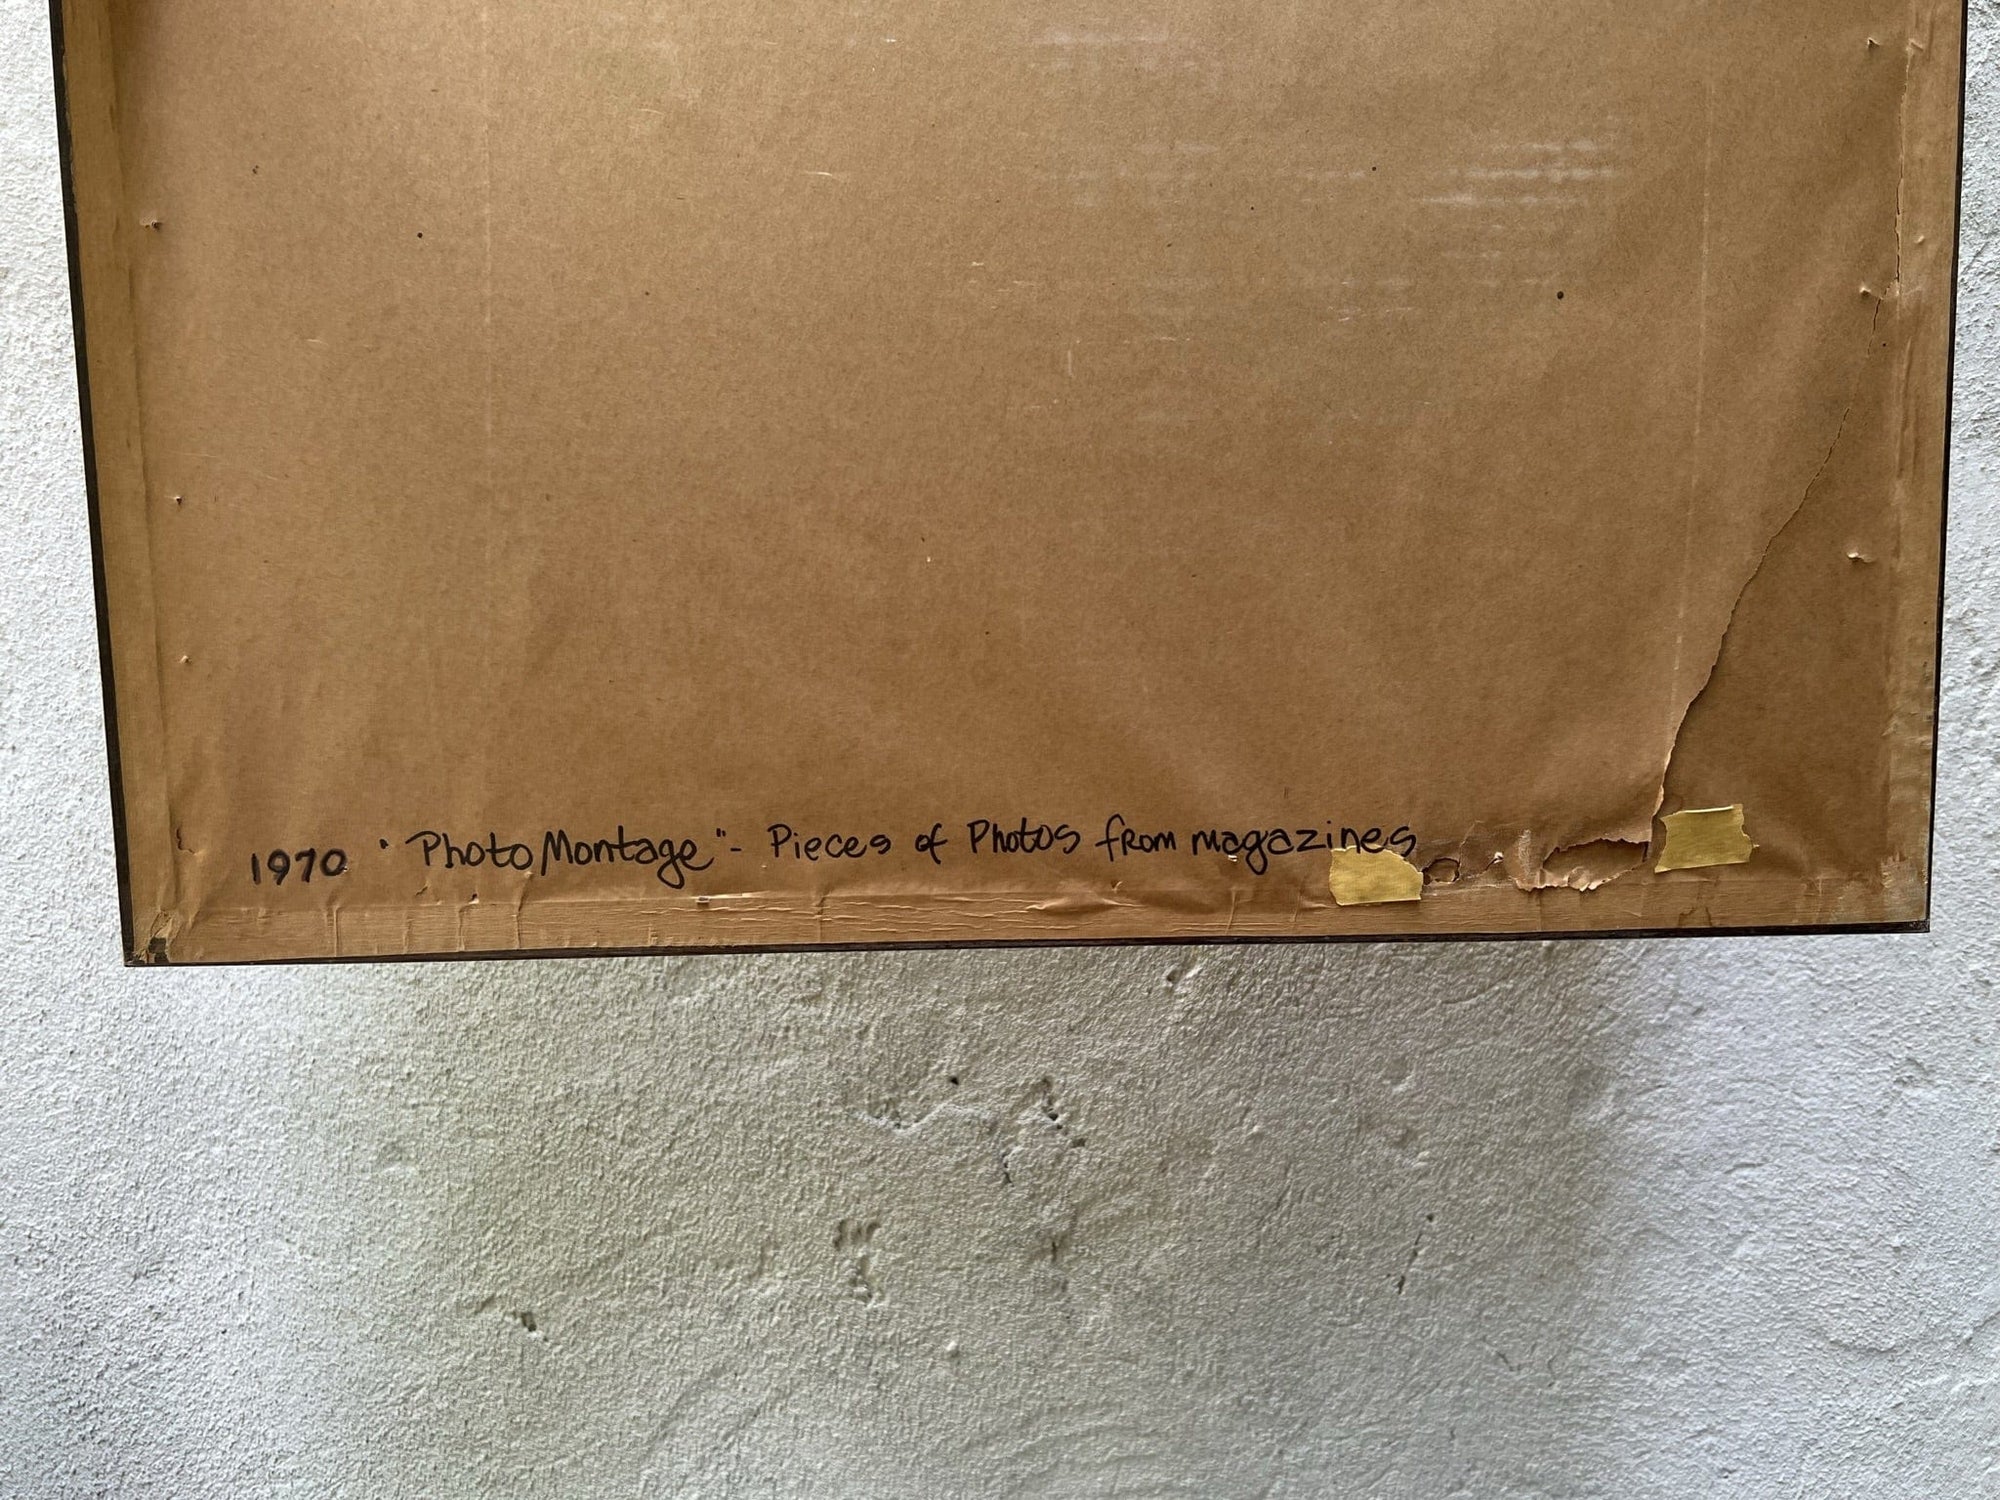 1970 "Photo Montage" - Pieces of Photos from magazines